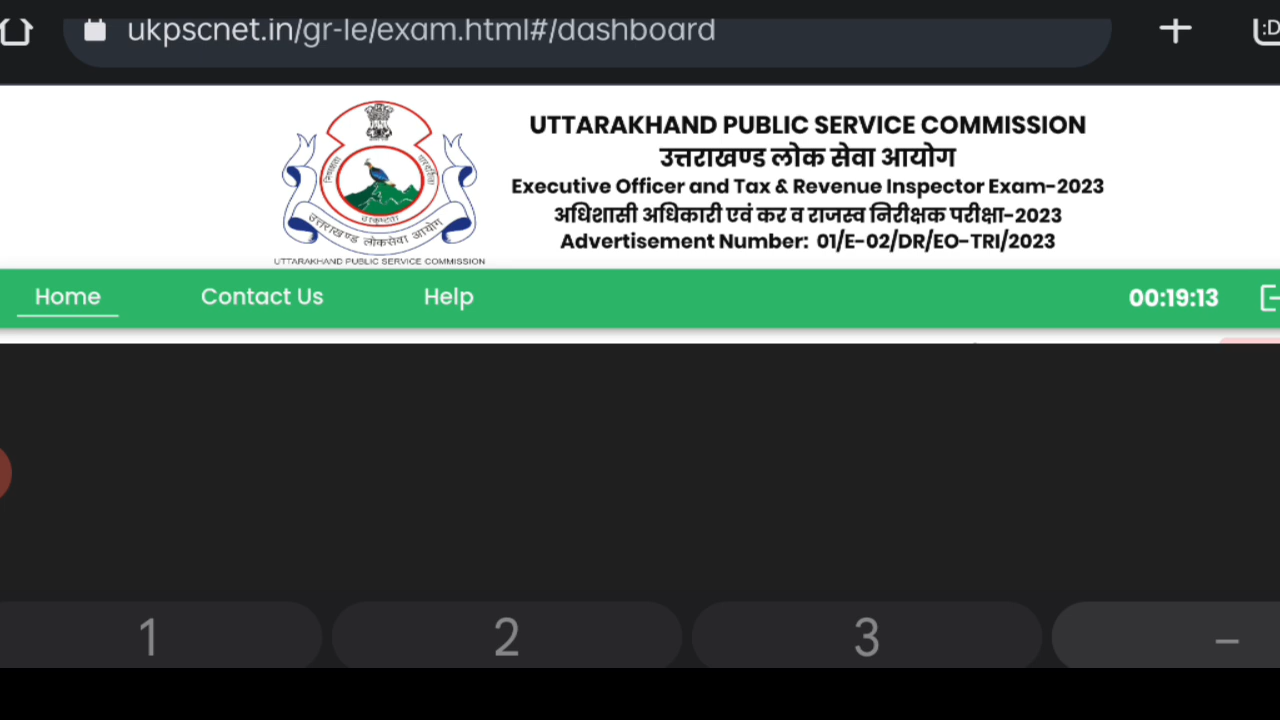 ukpscnet.in/gr-le/exam.html#/dashboard
:D
UTTARAKHAND PUBLIC SERVICE COMMISSION
उत्तराखण्ड लोक सेवा आयोग
Executive Officer and Tax & Revenue Inspector Exam-2023
अधिशासी अधिकारी एवं कर व राजस्व निरीक्षक परीक्षा-2023
Advertisement Number: 01/E-02/DR/EO-TRI/2023
उत्तराखण्ड लोकसेवा आयोग
UTTARAKHAND PUBLIC SERVICE COMMISSION
Home Contact Us Help 00:19:13
1 2 3 –